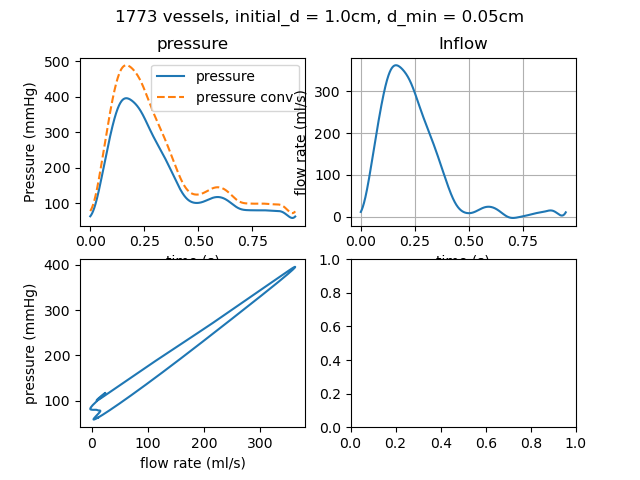 1773 vessels, initial_d = 1.0cm, d_min = 0.05cm
pressure
Pressure (mmHg)
500
400
300
200
100
0.00 0.25 0.50 0.75
time (s)
pressure
pressure conv
Inflow
flow rate (ml/s)
300
200
100
0
0.00 0.25 0.50 0.75
time (s)
pressure (mmHg)
400
300
200
100
0 100 200 300
flow rate (ml/s)
1.0
0.8
0.6
0.4
0.2
0.0
0.0 0.2 0.4 0.6 0.8 1.0